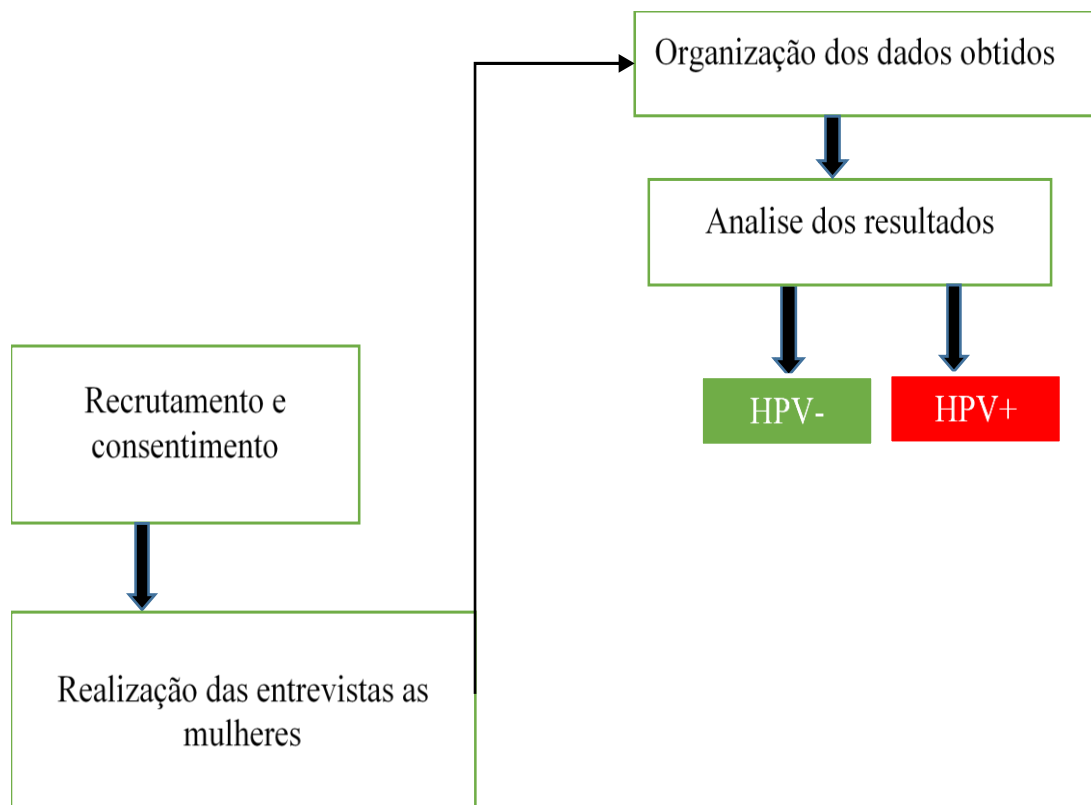 Organização dos dados obtidos
Analise dos resultados
HPV-
HPV+
Recrutamento e
consentimento
Realização das entrevistas as
mulheres